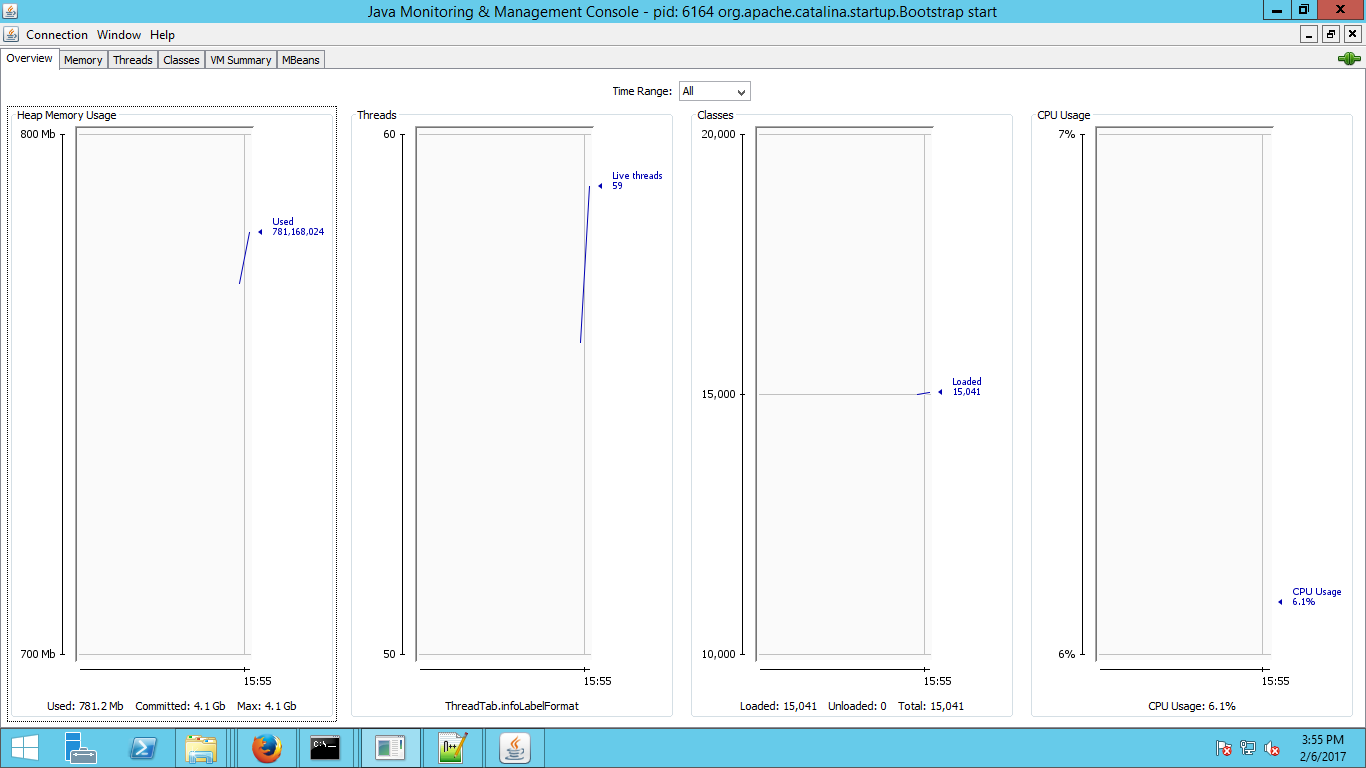 Java Monitoring & Management Console - pid: 6164 org.apache.catalina.startup.Bootstrap start
Connection Window Help
Overview Memory Threads Classes VM Summary MBeans
Time Range: All
Heap Memory Usage
800 Mb
Used
781,168,024
700 Mb
15:55
Used: 781.2 Mb Committed: 4.1 Gb Max: 4.1 Gb
Threads
60
Live threads
59
50
15:55
ThreadTab.infoLabelFormat
Classes
20,000
Loaded
15,041
15,000
10,000
15:55
Loaded: 15,041 Unloaded: 0 Total: 15,041
CPU Usage
7%
CPU Usage
6.1%
6%
15:55
CPU Usage: 6.1%
C:\_
N++
3:55 PM
2/6/2017